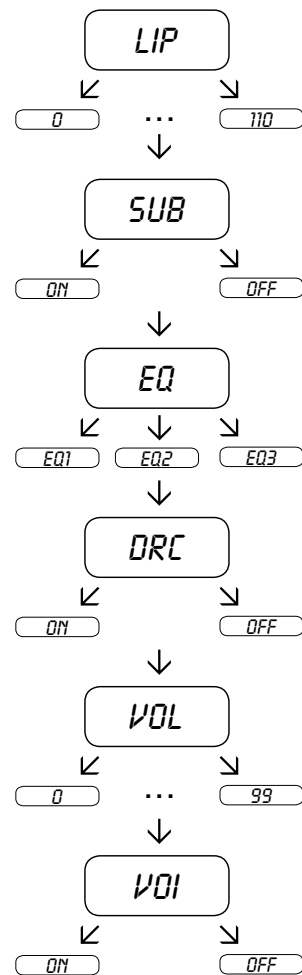 LIP
0 ... 110
SUB
ON OFF
EQ
EQ1 EQ2 EQ3
DRC
ON OFF
VOL
0 ... 99
VOI
ON OFF